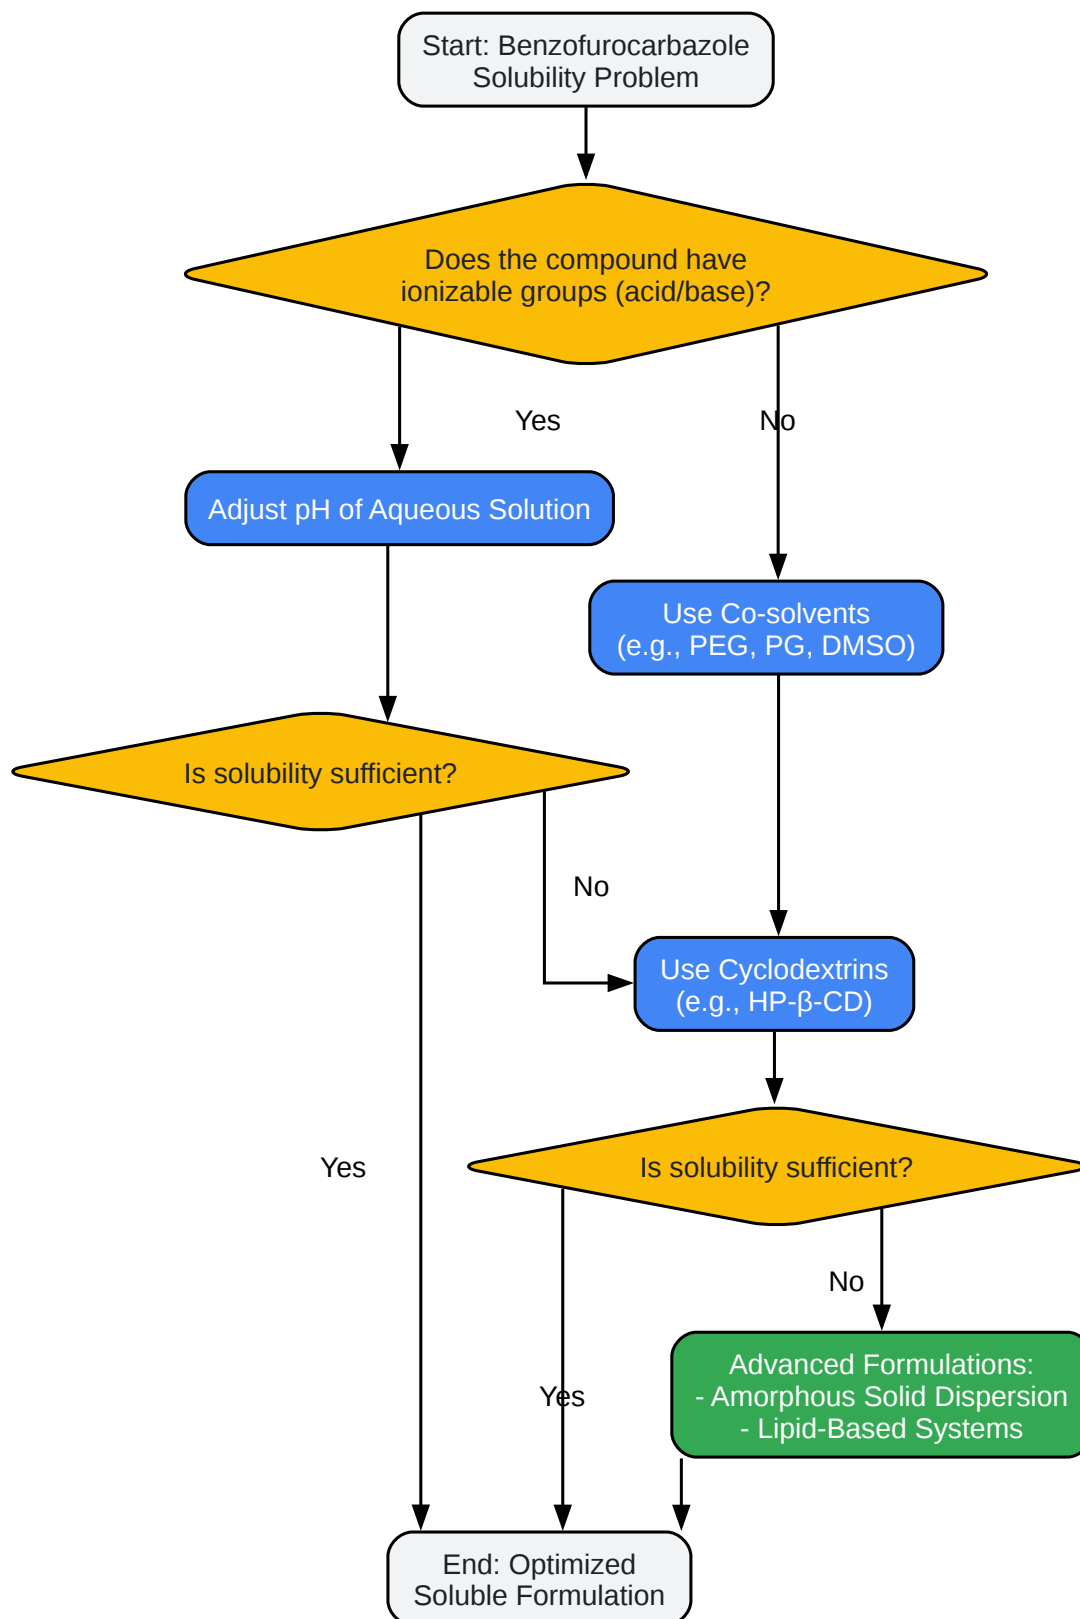 Start: Benzofurocarbazole
Solubility Problem
Does the compound have
ionizable groups (acid/base)?
Yes
No
Adjust pH of Aqueous Solution
Use Co-solvents
(e.g., PEG, PG, DMSO)
Is solubility sufficient?
No
Use Cyclodextrins
(e.g., HP-β-CD)
Yes
Is solubility sufficient?
No
Advanced Formulations:
- Amorphous Solid Dispersion
- Lipid-Based Systems
Yes
End: Optimized
Soluble Formulation